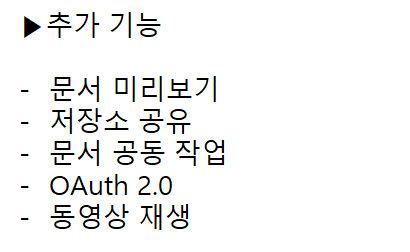 ▶추가 기능
- 문서 미리보기
- 저장소 공유
- 문서 공동 작업
- OAuth 2.0
- 동영상 재생